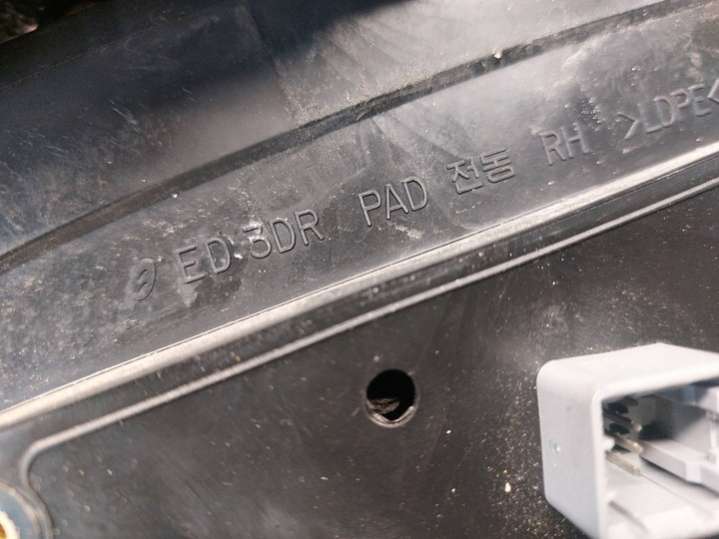 ED 3DR PAD 전동 RH >LDPE<